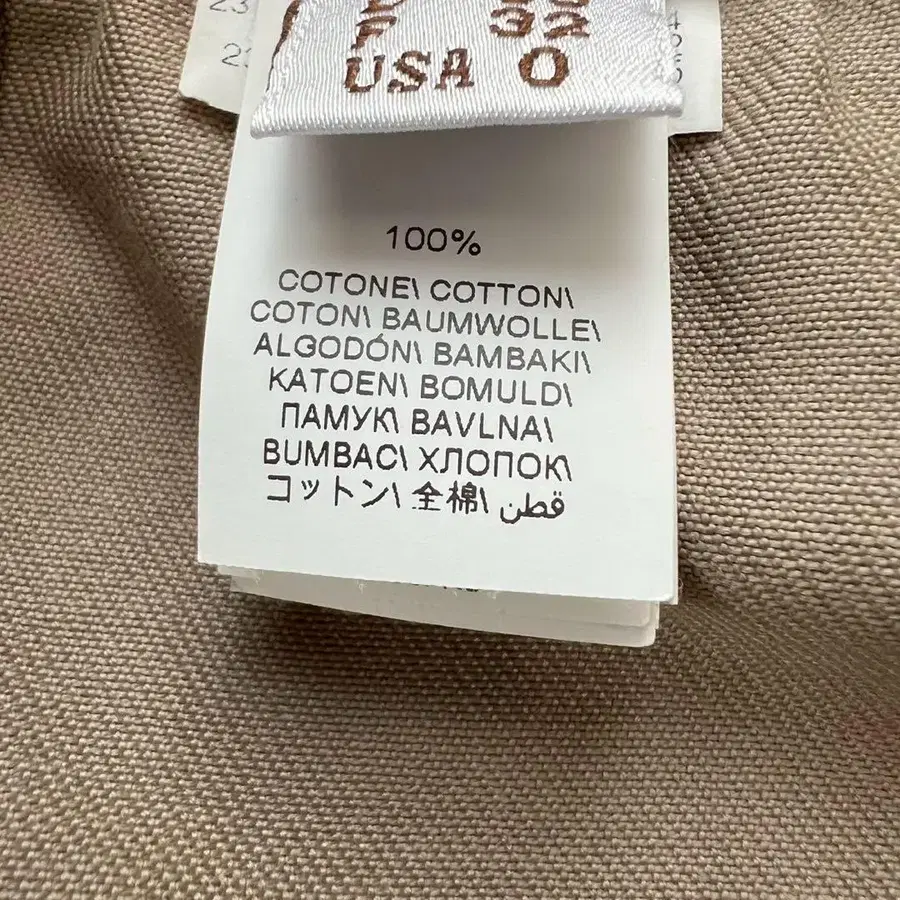 23
F 32
USA 0
100%
COTONE\ COTTON\
COTON\ BAUMWOLLE\
ALGODÓN\ BAMBAKI\
KATOEN\ BOMULD\
ПАМУК\ BAVLNA\
BUMBAC\ ХЛОПОК\
コットン\ 全棉\ قطن